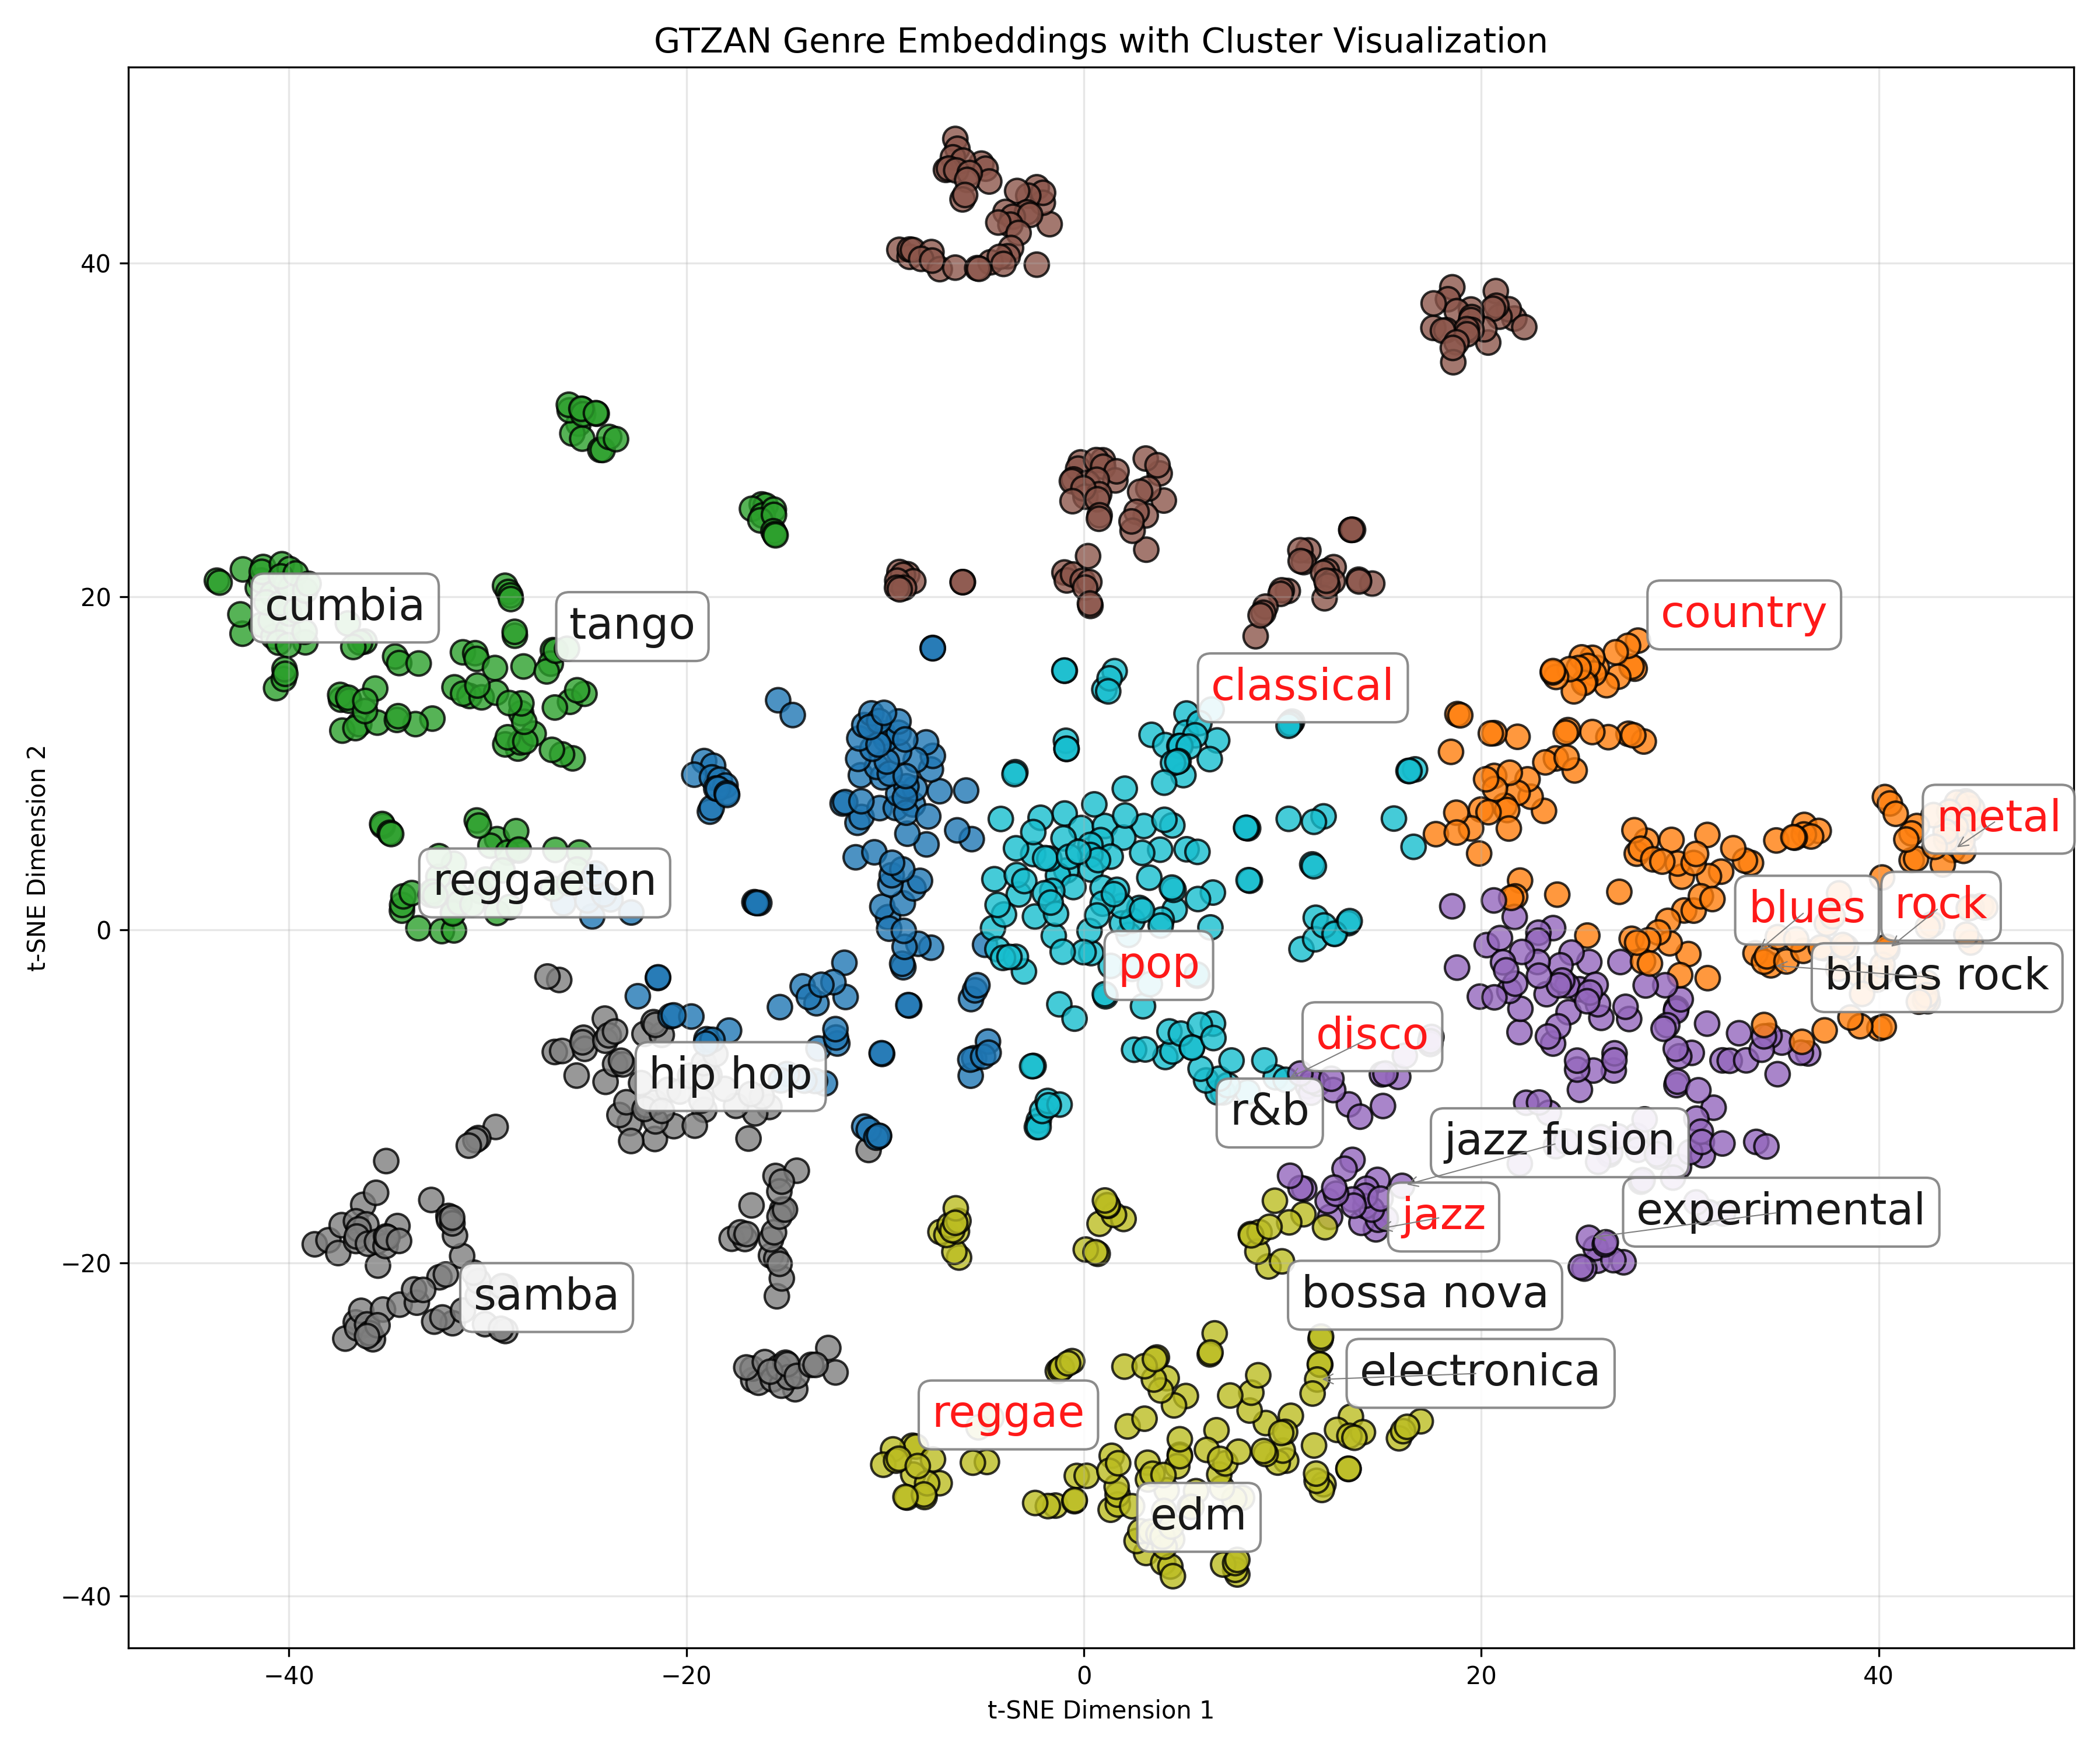 GTZAN Genre Embeddings with Cluster Visualization
40
cumbia
tango
20
country
classical
metal
reggaeton
blues
rock
0
pop
blues rock
disco
hip hop
r&b
jazz fusion
jazz
experimental
−20
samba
bossa nova
electronica
reggae
edm
−40
−40
−20
0
20
40
t-SNE Dimension 1
t-SNE Dimension 2